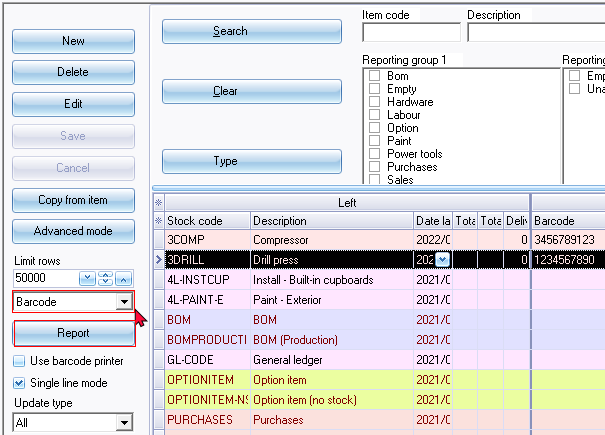 New
Delete
Edit
Save
Cancel
Copy from item
Advanced mode
Limit rows
50000
Barcode
Report
Use barcode printer
Single line mode
Update type
All
Search
Clear
Type
Item code
Description
Reporting group 1
Bom
Empty
Hardware
Labour
Option
Paint
Power tools
Purchases
Sales
Reporting
Emp
Una
Left
Stock code Description Date la Tota Tota Deliv Barcode
3COMP Compressor 2022/0 0 3456789123
3DRILL Drill press 202 0 1234567890
4L-INSTCUP Install - Built-in cupboards 2021/0
4L-PAINT-E Paint - Exterior 2021/0
BOM BOM 2021/0
BOMPRODUCTI BOM (Production) 2021/0
GL-CODE General ledger 2021/0
OPTIONITEM Option item 2021/0
OPTIONITEM-NS Option item (no stock) 2021/0
PURCHASES Purchases 2021/0